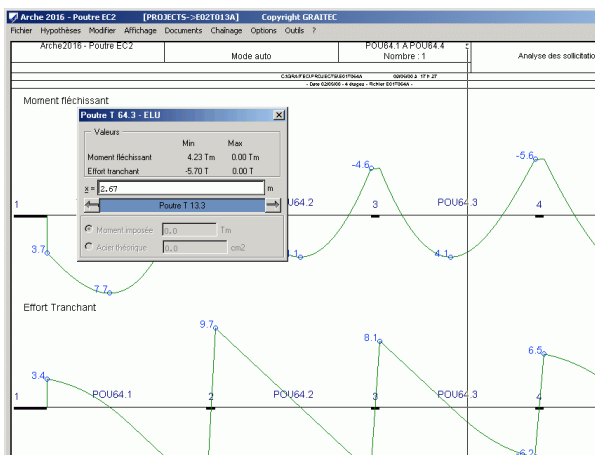 Arche 2016 - Poutre EC2 [PROJECTS->E02T013A] Copyright GRAITEC
Fichier Hypothèses Modifier Affichage Documents Chaînage Options Outils ?
Arche2016 - Poutre EC2
Mode auto
POU64.1 A POU64.4
Nombre : 1
Analyse des sollicitatio
Moment fléchissant
Poutre T 64.3 - ELU
Valeurs
Min Max
Moment fléchissant 4.23 Tm 0.00 Tm
Effort tranchant -5.70 T 0.00 T
x = 2.67 m
Poutre T 13.3
Moment imposée 0.0 Tm
Acier théorique 0.0 cm2
-4.6 -5.6
1 U64.2 3 POU64.3 4
3.7 .1 4.1
7.7
Effort Tranchant
9.7 8.1 6.5
3.4
1 POU64.1 2 POU64.2 3 POU64.3 4
-6.2